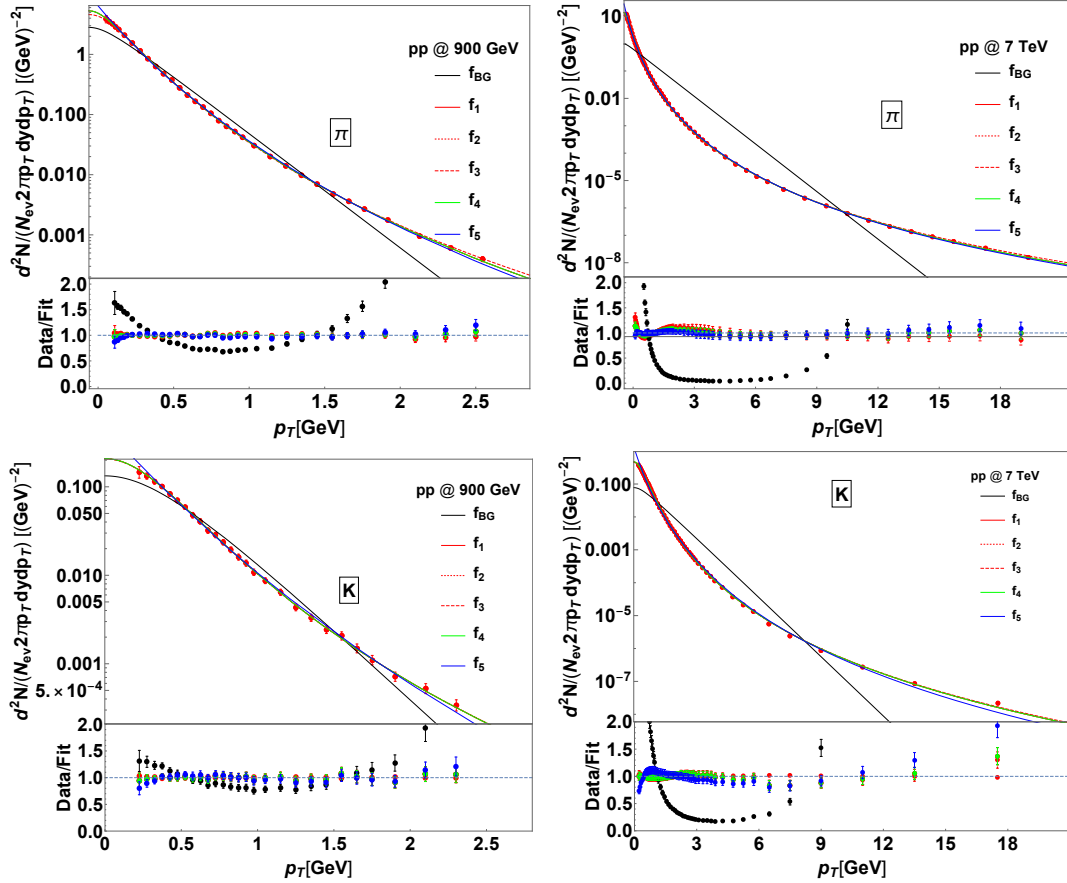 d²N/(N_ev 2πp_T dydp_T) [(GeV)⁻²]
1
0.100
0.010
0.001
pp @ 900 GeV
f_BG
f_1
f_2
f_3
f_4
f_5
π
Data/Fit
2.0
1.5
1.0
0.5
0.0
0
0.5
1
1.5
2
2.5
p_T[GeV]
d²N/(N_ev 2πp_T dydp_T) [(GeV)⁻²]
10
0.01
10⁻⁵
10⁻⁸
pp @ 7 TeV
f_BG
f_1
f_2
f_3
f_4
f_5
π
Data/Fit
2.0
1.5
1.0
0.5
0.0
0
3
6
9
12
15
18
p_T[GeV]
d²N/(N_ev 2πp_T dydp_T) [(GeV)⁻²]
0.100
0.050
0.010
0.005
0.001
5.×10⁻⁴
pp @ 900 GeV
f_BG
f_1
f_2
f_3
f_4
f_5
K
Data/Fit
2.0
1.5
1.0
0.5
0.0
0
0.5
1
1.5
2
2.5
p_T[GeV]
d²N/(N_ev 2πp_T dydp_T) [(GeV)⁻²]
0.100
0.001
10⁻⁵
10⁻⁷
K
pp @ 7 TeV
f_BG
f_1
f_2
f_3
f_4
f_5
Data/Fit
2.0
1.5
1.0
0.5
0.0
0
3
6
9
12
15
18
p_T[GeV]